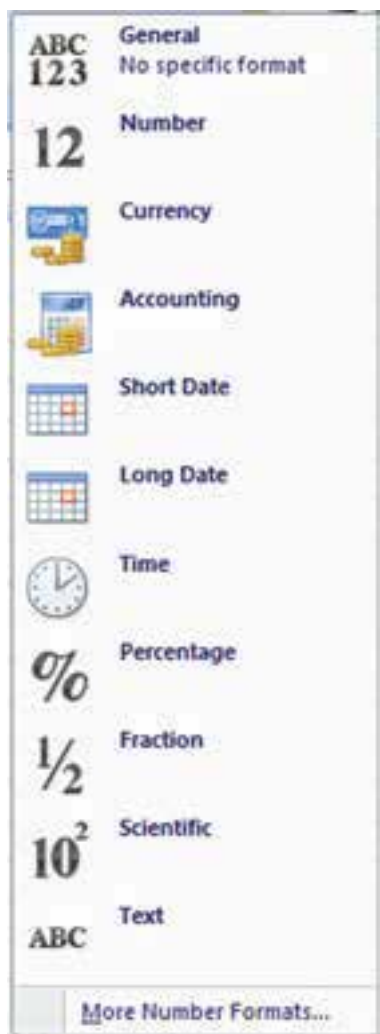 ABC
123
General
No specific format
12
Number
Currency
Accounting
Short Date
Long Date
Time
%
Percentage
1/2
Fraction
10²
Scientific
ABC
Text
More Number Formats...